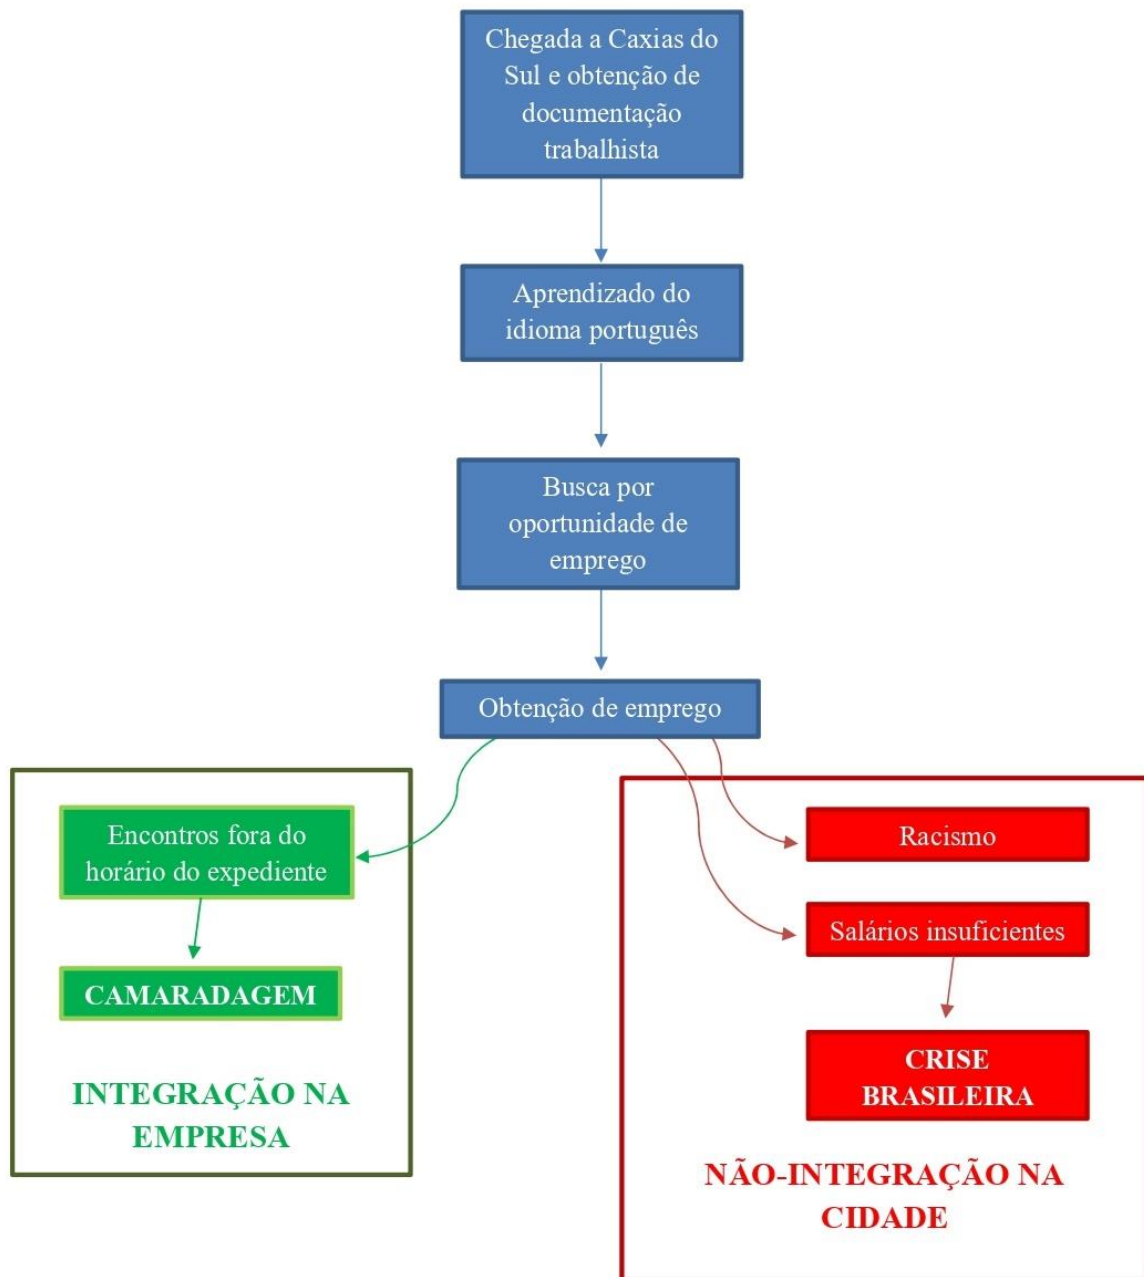 Chegada a Caxias do
Sul e obtenção de
documentação
trabalhista
Aprendizado do
idioma português
Busca por
oportunidade de
emprego
Obtenção de emprego
Encontros fora do
horário do expediente
CAMARADAGEM
INTEGRAÇÃO NA
EMPRESA
Racismo
Salários insuficientes
CRISE
BRASILEIRA
NÃO-INTEGRAÇÃO NA
CIDADE